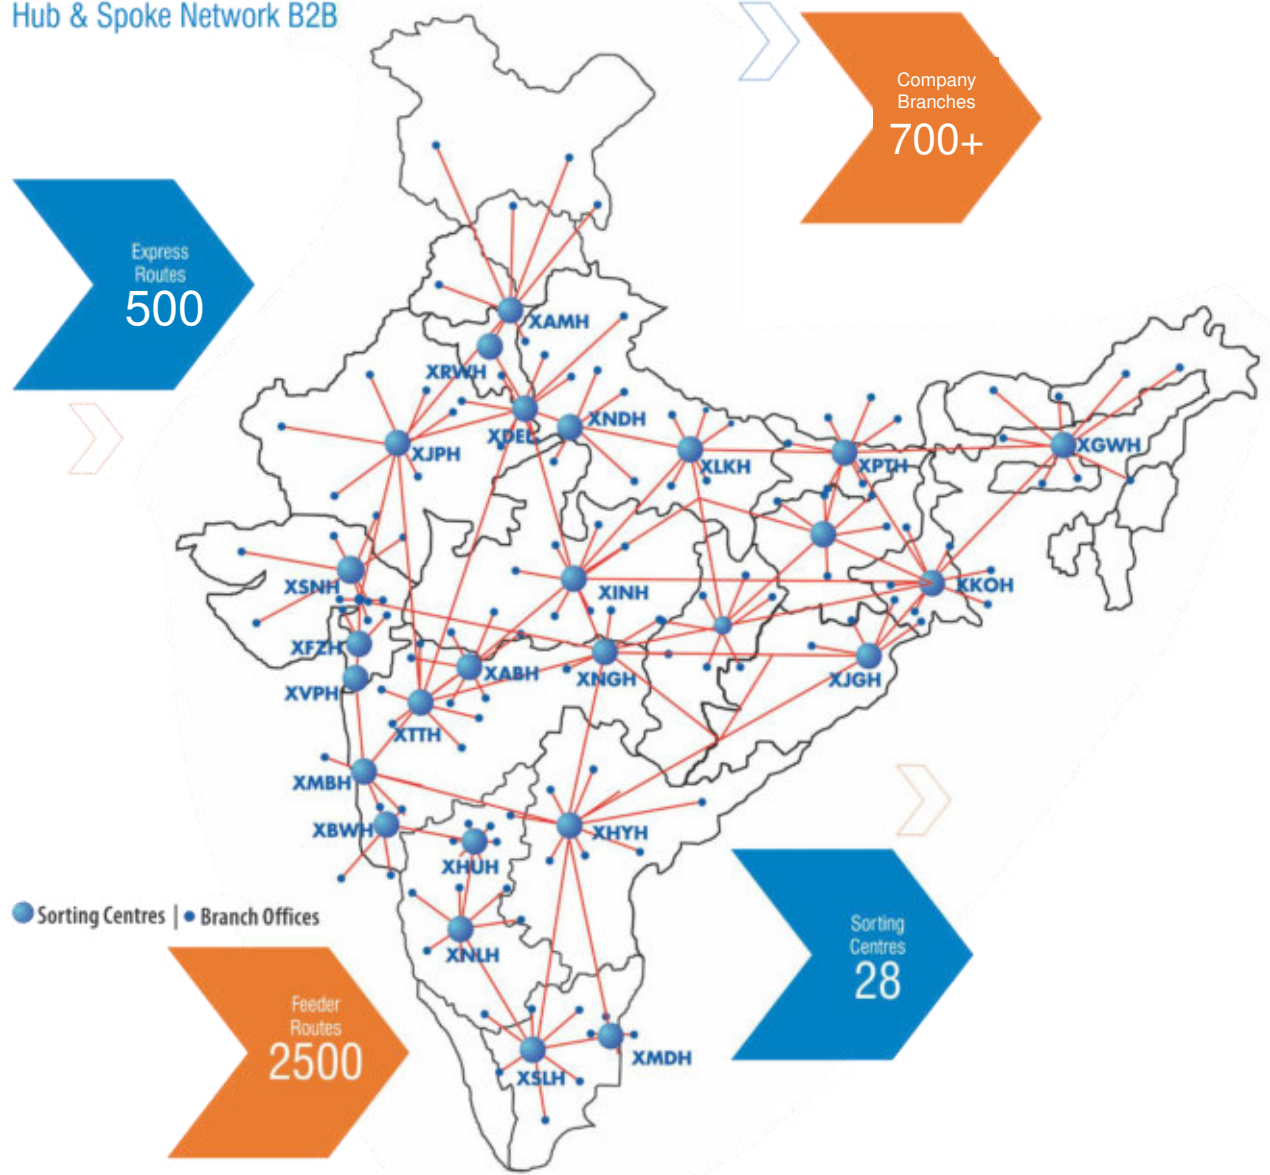 Hub & Spoke Network B2B
Company
Branches
700+
Express
Routes
500
XAMH
XRWH
XNDH
XDEL
XJPH
XLKH
XPTH
XGWH
XSNH
XINH
XKOH
XFZH
XABH
XNGH
XJGH
XVPH
XTTH
XMBH
XBWH
XHYH
XHUH
Sorting Centres | • Branch Offices
XNLH
Sorting
Centres
28
Feeder
Routes
2500
XMDH
XSLH